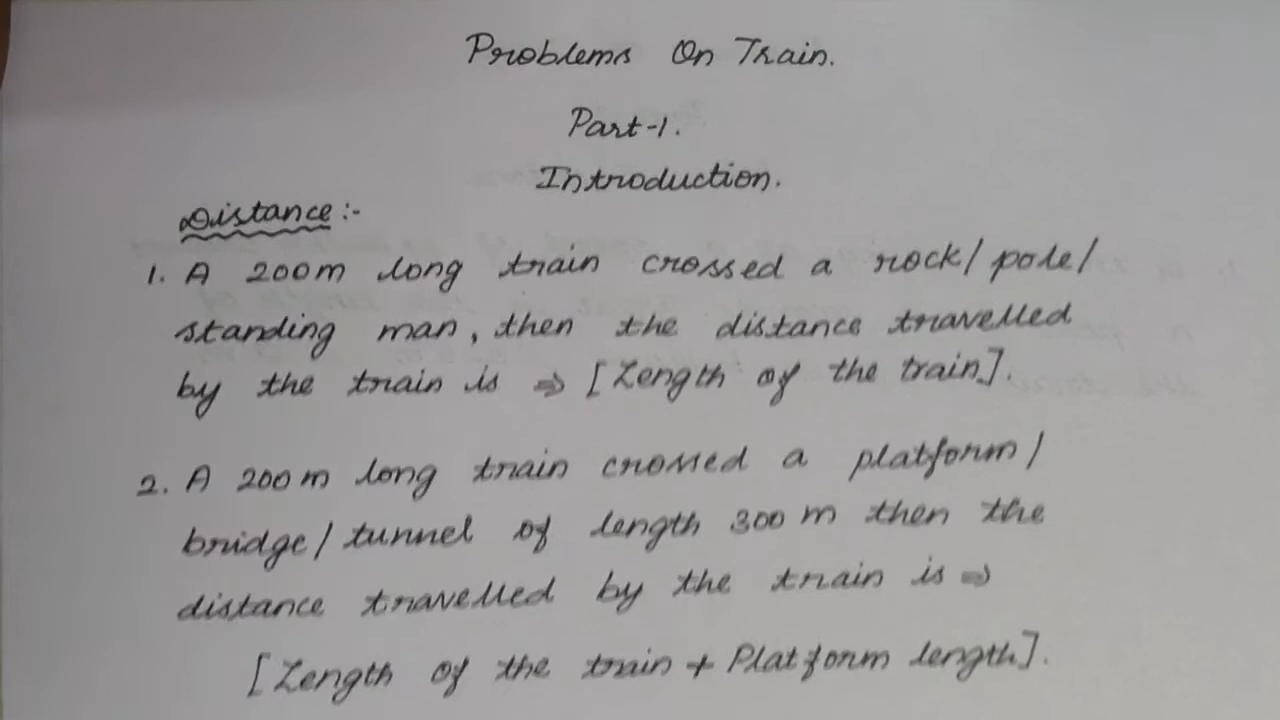 Problems On Train.
Part-1.
Introduction.
Distance :-
1. A 200m long train crossed a rock/ pole/
standing man, then the distance travelled
by the train is ⇒ [Length of the train].
2. A 200m long train crossed a platform/
bridge/ tunnel of length 300m then the
distance travelled by the train is ⇒
[Length of the train + Platform length].